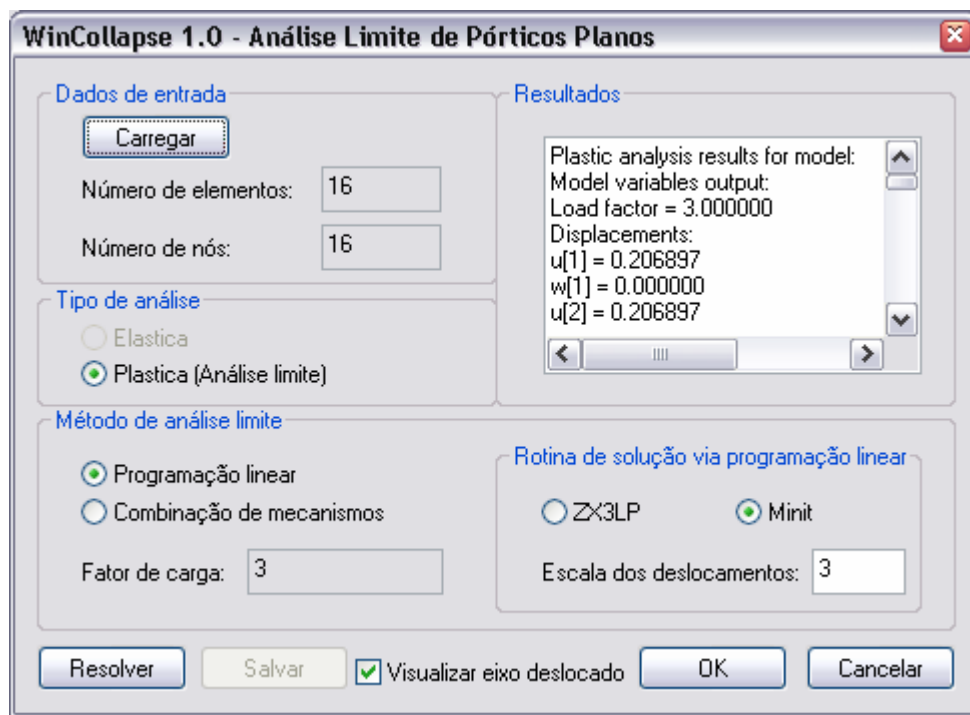 WinCollapse 1.0 - Análise Limite de Pórticos Planos
Dados de entrada
Carregar
Número de elementos: 16
Número de nós: 16
Tipo de análise
Elastica
Plastica (Análise limite)
Resultados
Plastic analysis results for model:
Model variables output:
Load factor = 3.000000
Displacements:
u[1] = 0.206897
w[1] = 0.000000
u[2] = 0.206897
Método de análise limite
Programação linear
Combinação de mecanismos
Fator de carga: 3
Rotina de solução via programação linear
ZX3LP Minit
Escala dos deslocamentos: 3
Resolver Salvar Visualizar eixo deslocado OK Cancelar